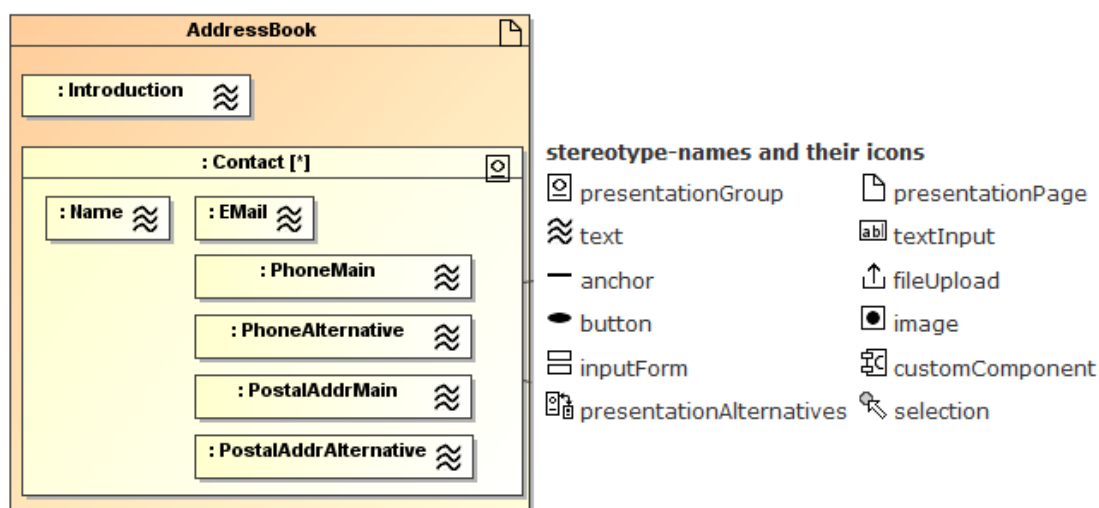 AddressBook
: Introduction
: Contact [*]
: Name
: EMail
: PhoneMain
: PhoneAlternative
: PostalAddrMain
: PostalAddrAlternative
stereotype-names and their icons
presentationGroup
presentationPage
text
abl textInput
anchor
fileUpload
button
image
inputForm
customComponent
presentationAlternatives
selection